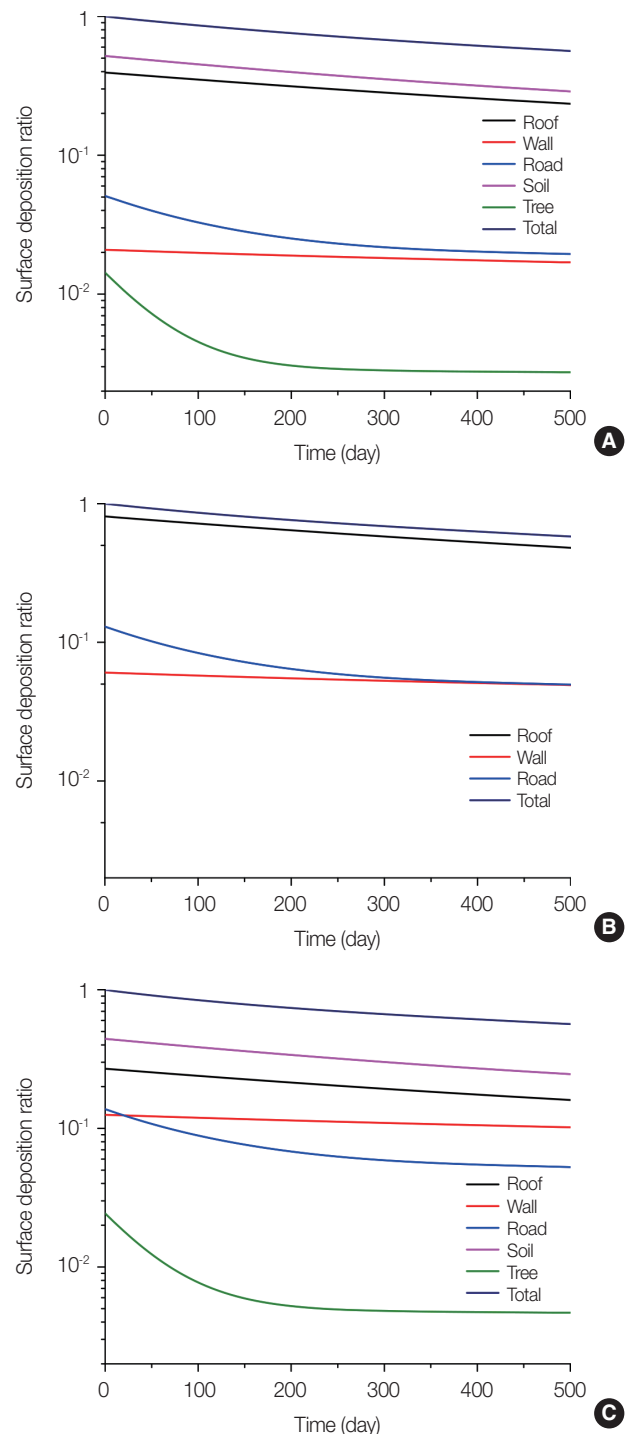 1
10⁻¹
10⁻²
Surface deposition ratio
Roof
Wall
Road
Soil
Tree
Total
0 100 200 300 400 500
Time (day)
A
1
10⁻¹
10⁻²
Surface deposition ratio
Roof
Wall
Road
Total
0 100 200 300 400 500
Time (day)
B
1
10⁻¹
10⁻²
Surface deposition ratio
Roof
Wall
Road
Soil
Tree
Total
0 100 200 300 400 500
Time (day)
C